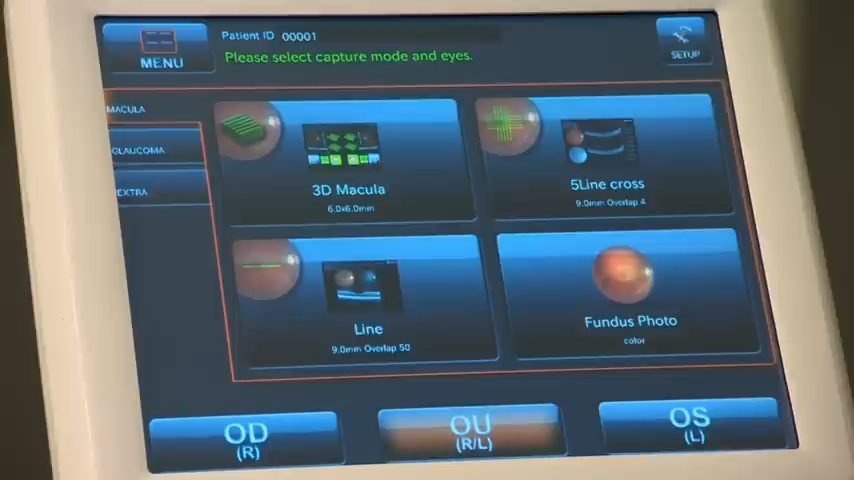 MENU
Patient ID 00001
Please select capture mode and eyes.
SETUP
MACULA
GLAUCOMA
EXTRA
3D Macula
6.0x6.0mm
5Line cross
9.0mm Overlap 4
Line
9.0mm Overlap 50
Fundus Photo
color
OD
(R)
OU
(R/L)
OS
(L)